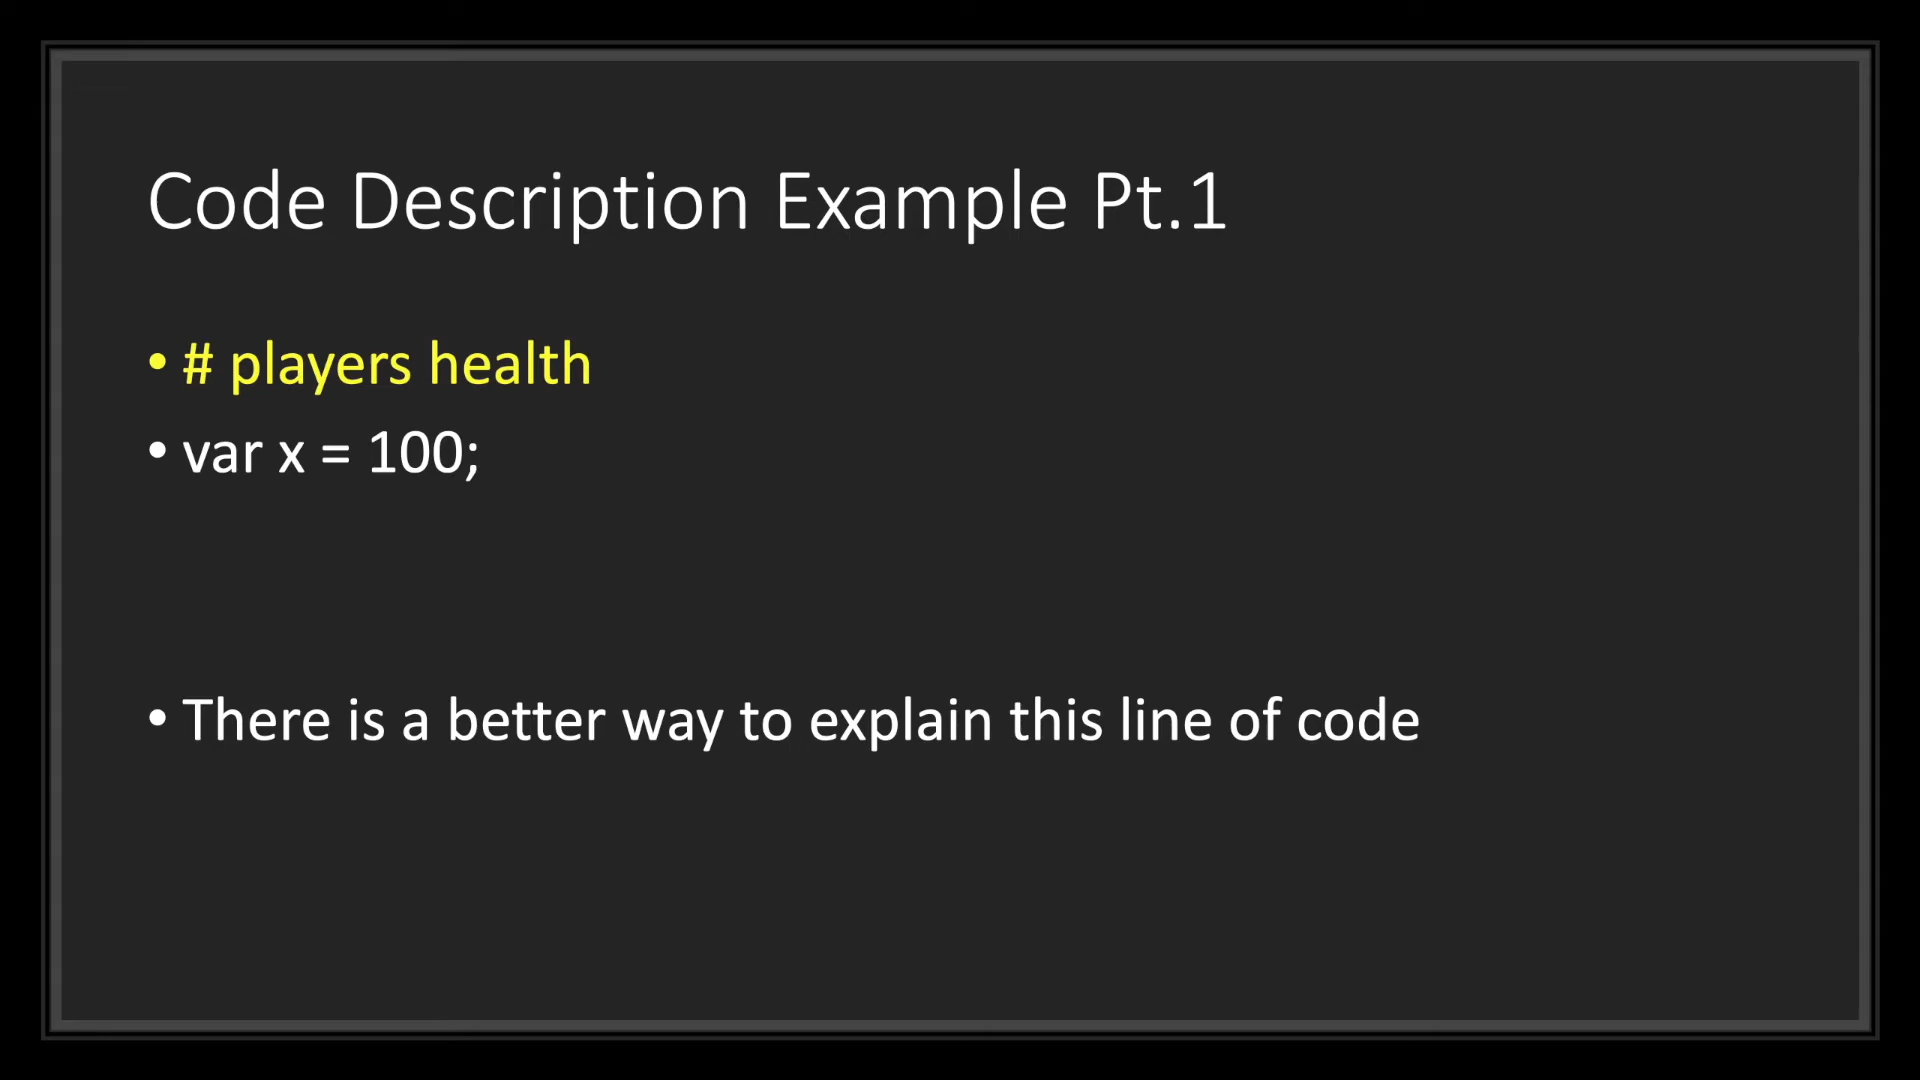 Code Description Example Pt.1
• # players health
• var x = 100;
• There is a better way to explain this line of code